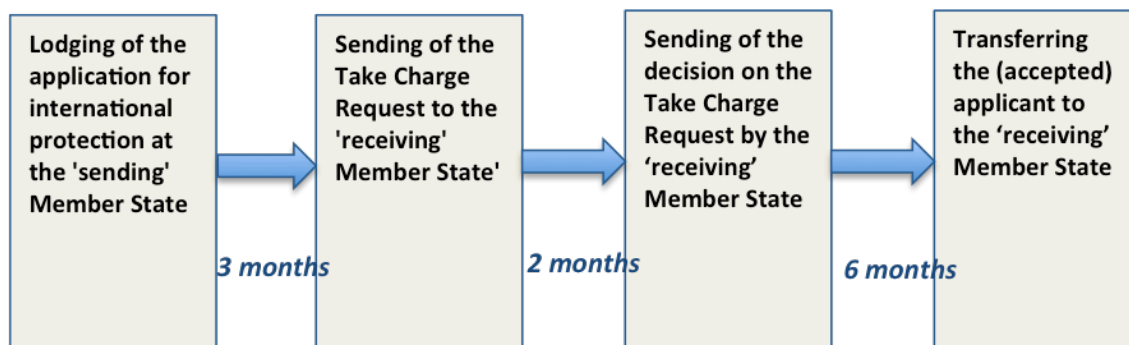 Lodging of the
application for
international
protection at
the 'sending'
Member State
3 months
Sending of the
Take Charge
Request to the
'receiving'
Member State'
2 months
Sending of the
decision on the
Take Charge
Request by the
‘receiving’
Member State
6 months
Transferring
the (accepted)
applicant to
the ‘receiving’
Member State